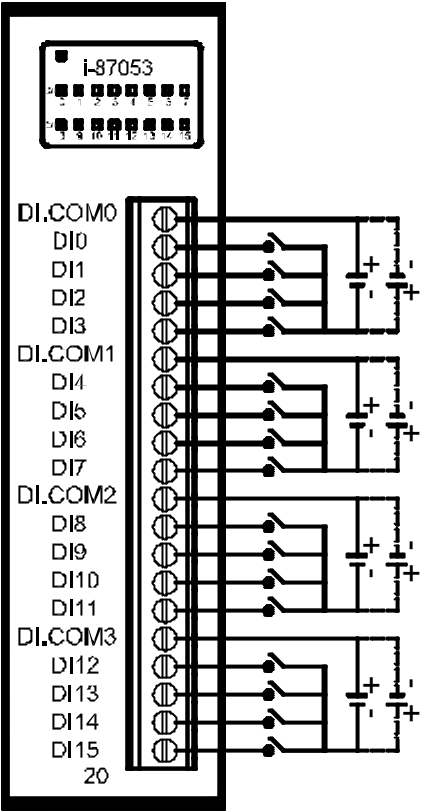 i-87053
0 1 2 3 4 5 6 7
8 9 10 11 12 13 14 15
DI.COM0
DI0
DI1
DI2
DI3
+ -
- +
DI.COM1
DI4
DI5
DI6
DI7
+ -
- +
DI.COM2
DI8
DI9
DI10
DI11
+ -
- +
DI.COM3
DI12
DI13
DI14
DI15
+ -
- +
20